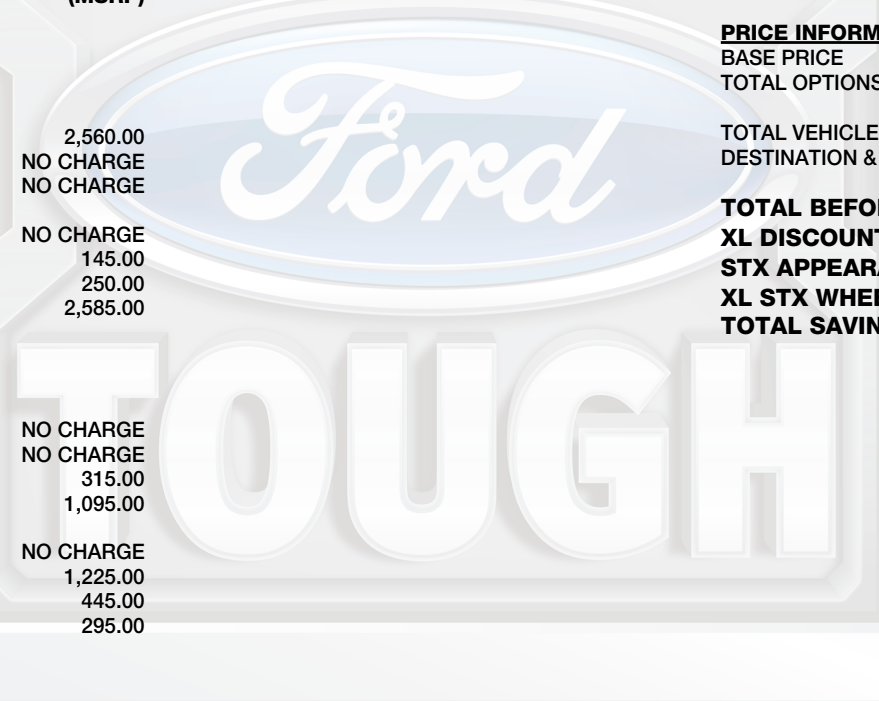 (MSRP)
2,560.00
NO CHARGE
NO CHARGE
NO CHARGE
145.00
250.00
2,585.00
NO CHARGE
NO CHARGE
315.00
1,095.00
NO CHARGE
1,225.00
445.00
295.00
PRICE INFORM
BASE PRICE
TOTAL OPTIONS
TOTAL VEHICLE
DESTINATION &
TOTAL BEFO
XL DISCOUNT
STX APPEAR
XL STX WHEE
TOTAL SAVIN
Ford
TOUGH